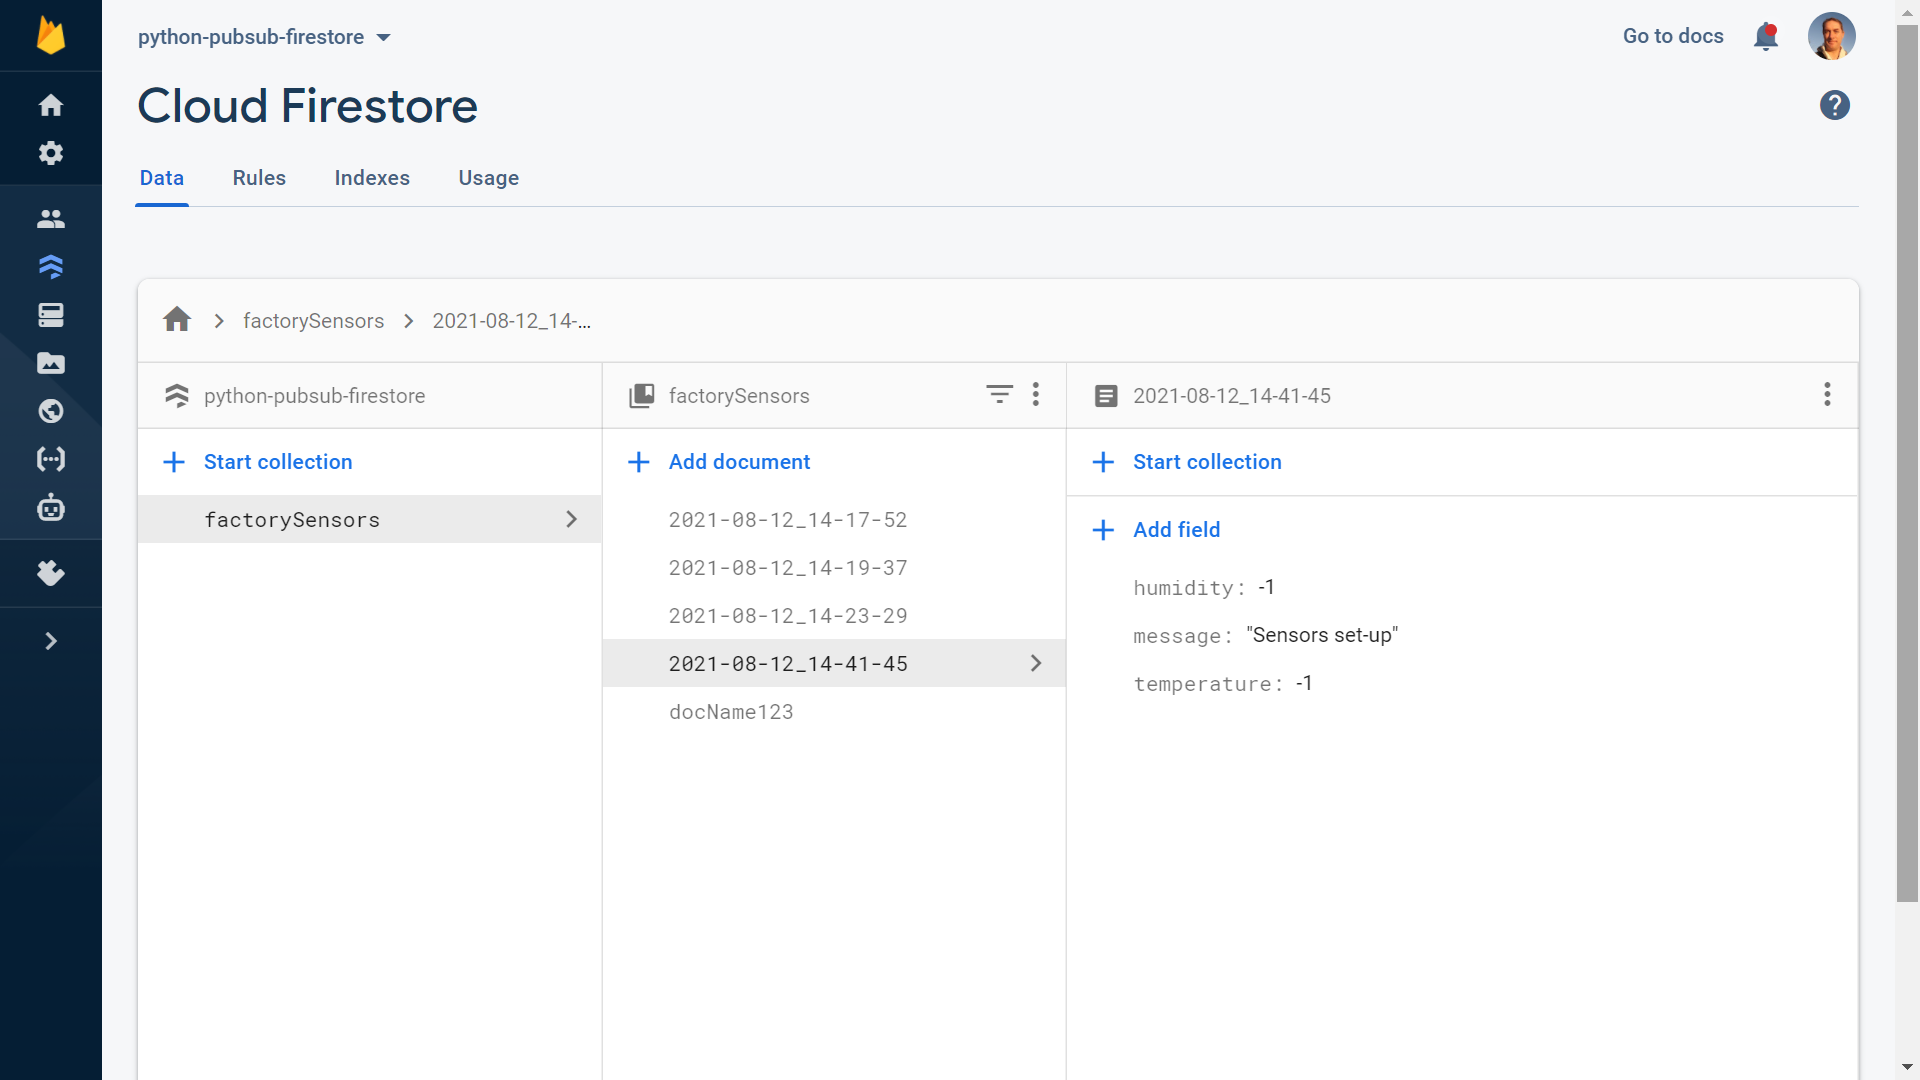 python-pubsub-firestore
Go to docs
Cloud Firestore
?
Data Rules Indexes Usage
factorySensors 2021-08-12_14-...
python-pubsub-firestore
factorySensors
2021-08-12_14-41-45
Start collection
Add document
Start collection
factorySensors
2021-08-12_14-17-52
2021-08-12_14-19-37
2021-08-12_14-23-29
2021-08-12_14-41-45
docName123
Add field
humidity: -1
message: "Sensors set-up"
temperature: -1